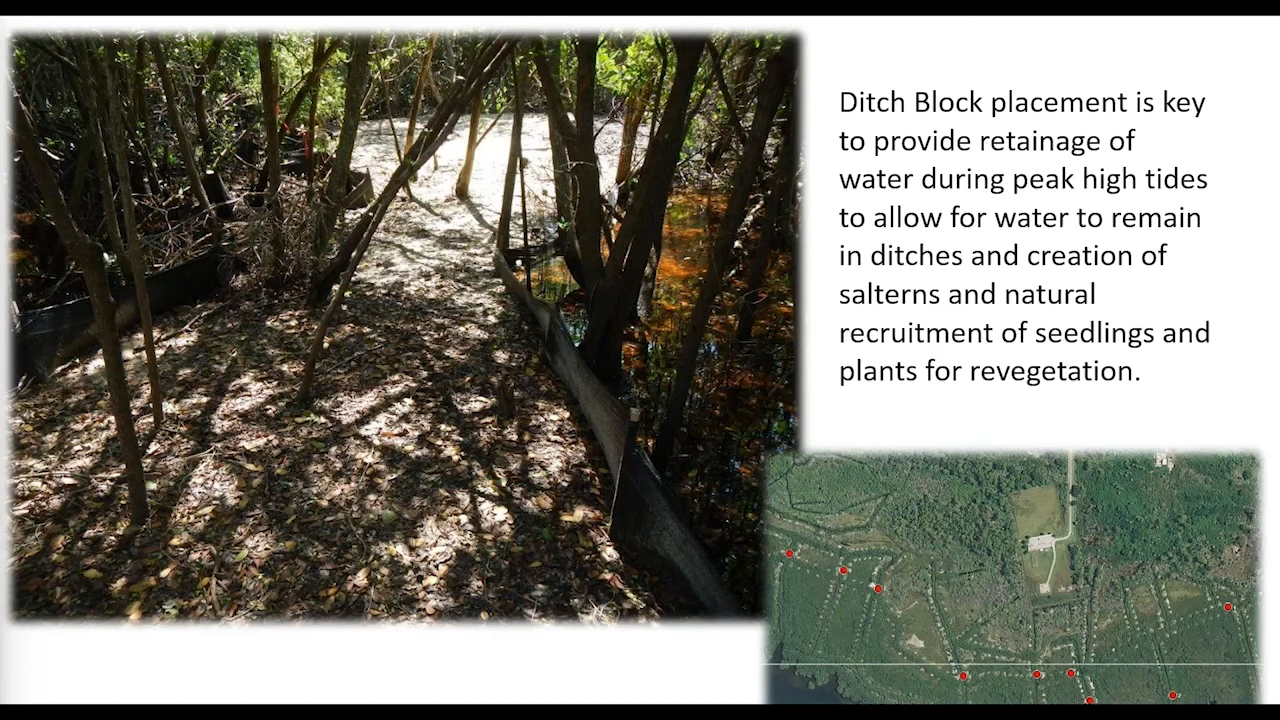 Ditch Block placement is key
to provide retainage of
water during peak high tides
to allow for water to remain
in ditches and creation of
salterns and natural
recruitment of seedlings and
plants for revegetation.